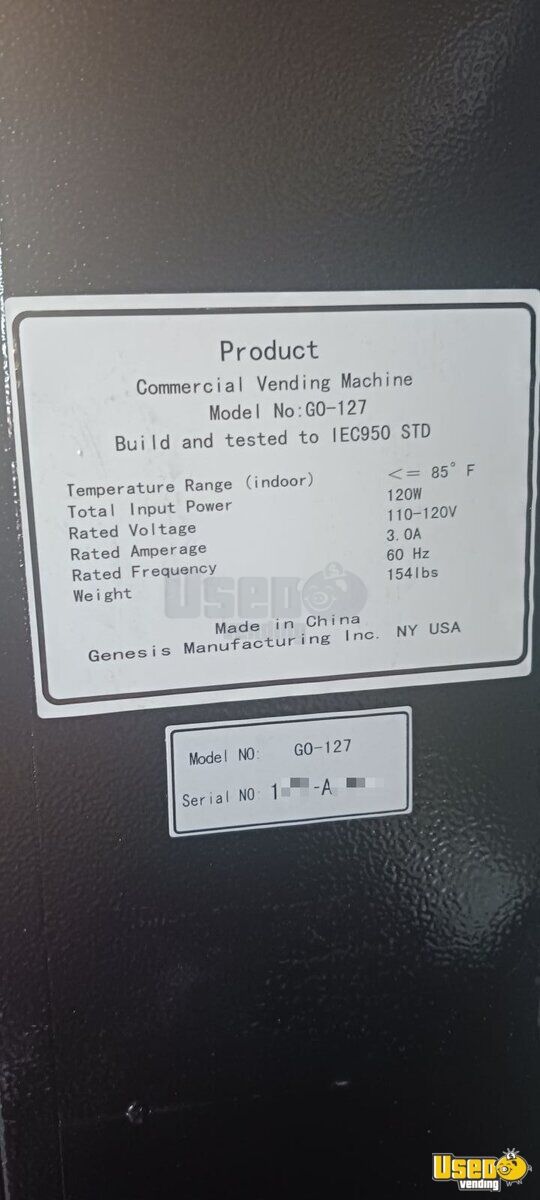 Product
Commercial Vending Machine
Model No:GO-127
Build and tested to IEC950 STD
Temperature Range (indoor) <= 85° F
Total Input Power 120W
Rated Voltage 110-120V
Rated Amperage 3.0A
Rated Frequency 60 Hz
Weight 154lbs
USED
Made in China
Genesis Manufacturing Inc. NY USA
Model NO: GO-127
Serial NO: 1 -A
USED
vending